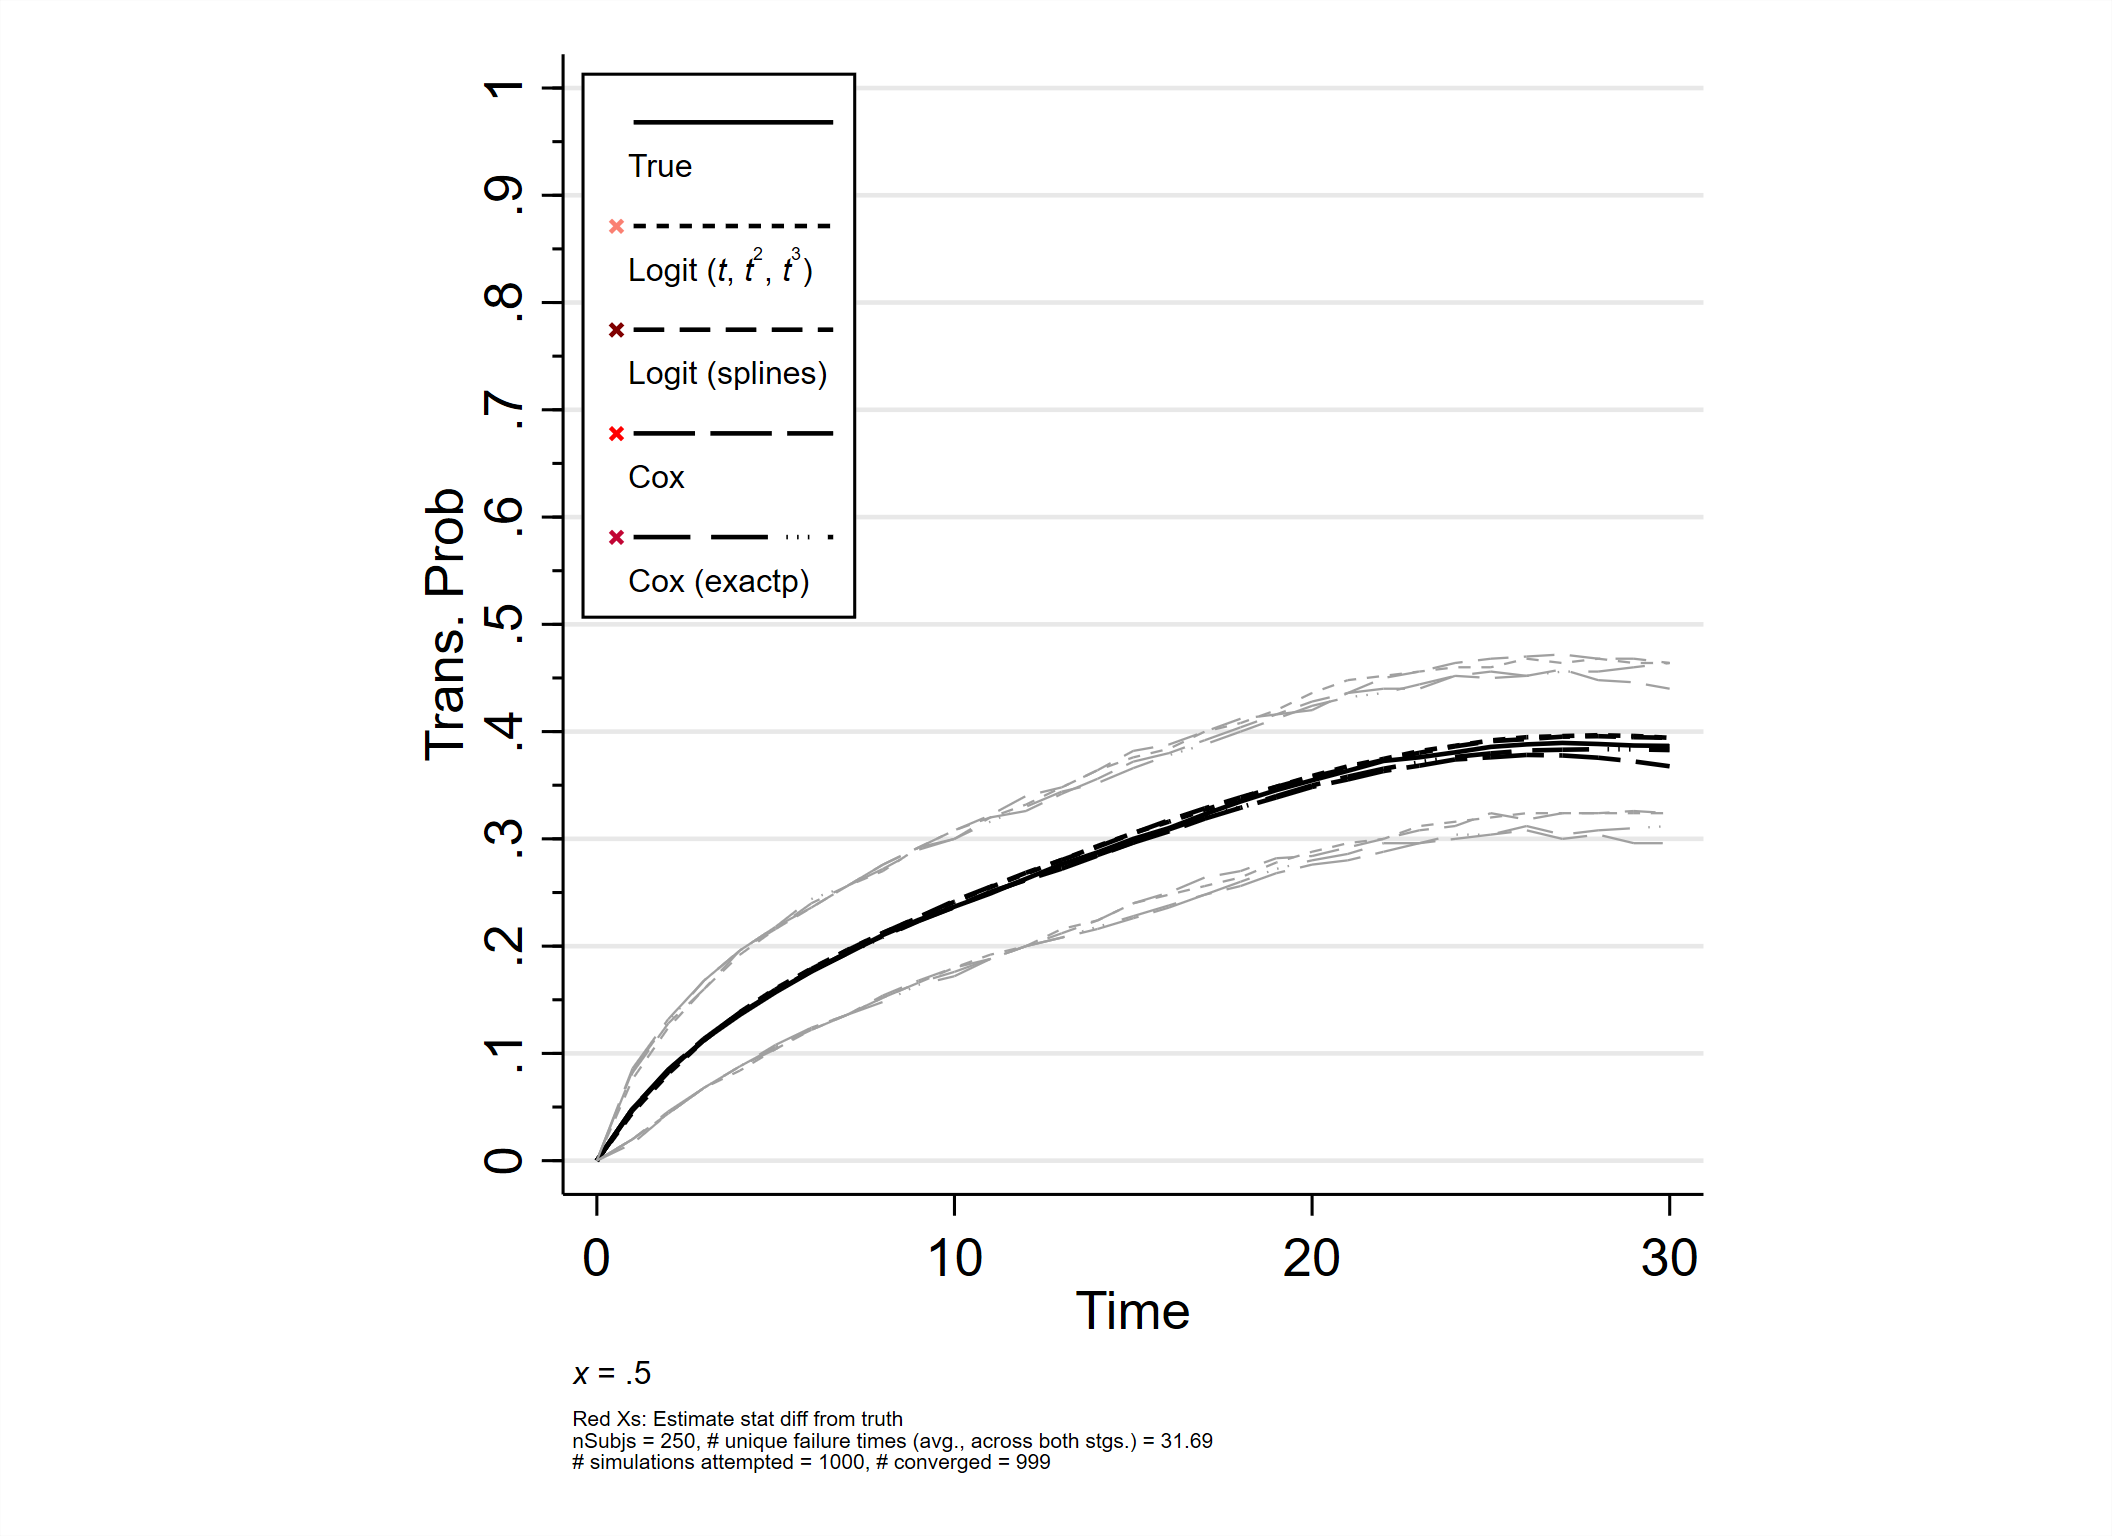 1
.9
.8
.7
.6
.5
.4
.3
.2
.1
0
Trans. Prob
True
Logit (t, t², t³)
Logit (splines)
Cox
Cox (exactp)
0 10 20 30
Time
x = .5
Red Xs: Estimate stat diff from truth
nSubjs = 250, # unique failure times (avg., across both stgs.) = 31.69
# simulations attempted = 1000, # converged = 999